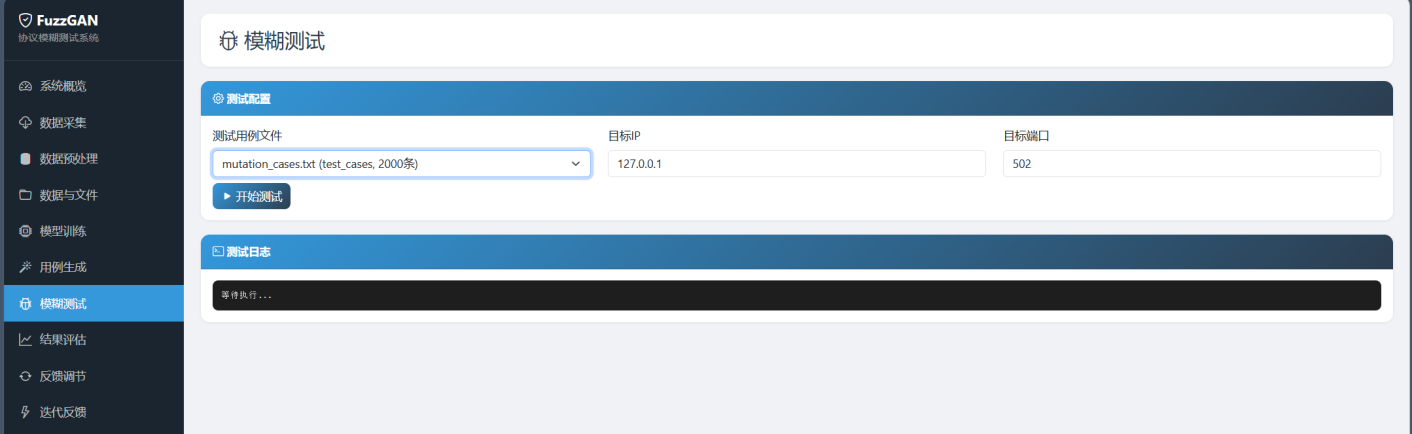 FuzzGAN
协议模糊测试系统
系统概览
数据采集
数据预处理
数据与文件
模型训练
用例生成
模糊测试
结果评估
反馈调节
迭代反馈
模糊测试
测试配置
测试用例文件
目标IP
目标端口
mutation_cases.txt (test_cases, 2000条)
127.0.0.1
502
开始测试
测试日志
等待执行...